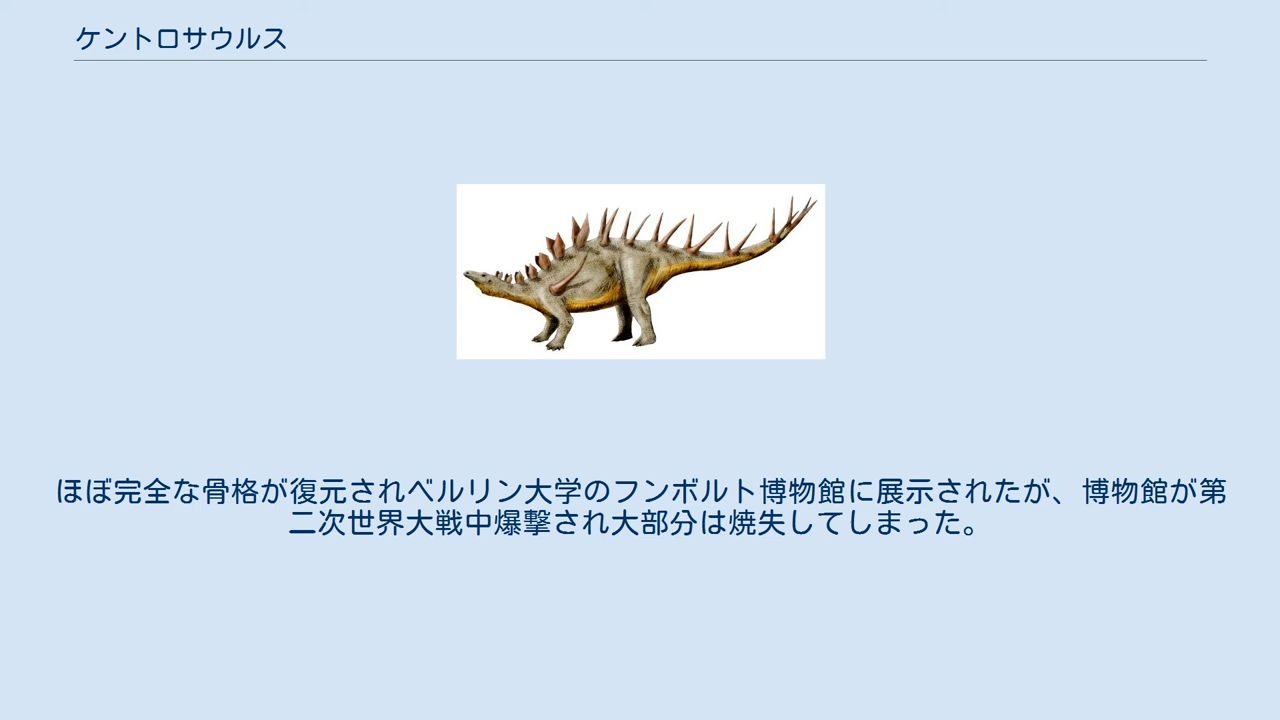 ケントロサウルス
ほぼ完全な骨格が復元されベルリン大学のフンボルト博物館に展示されたが、博物館が第
二次世界大戦中爆撃され大部分は焼失してしまった。